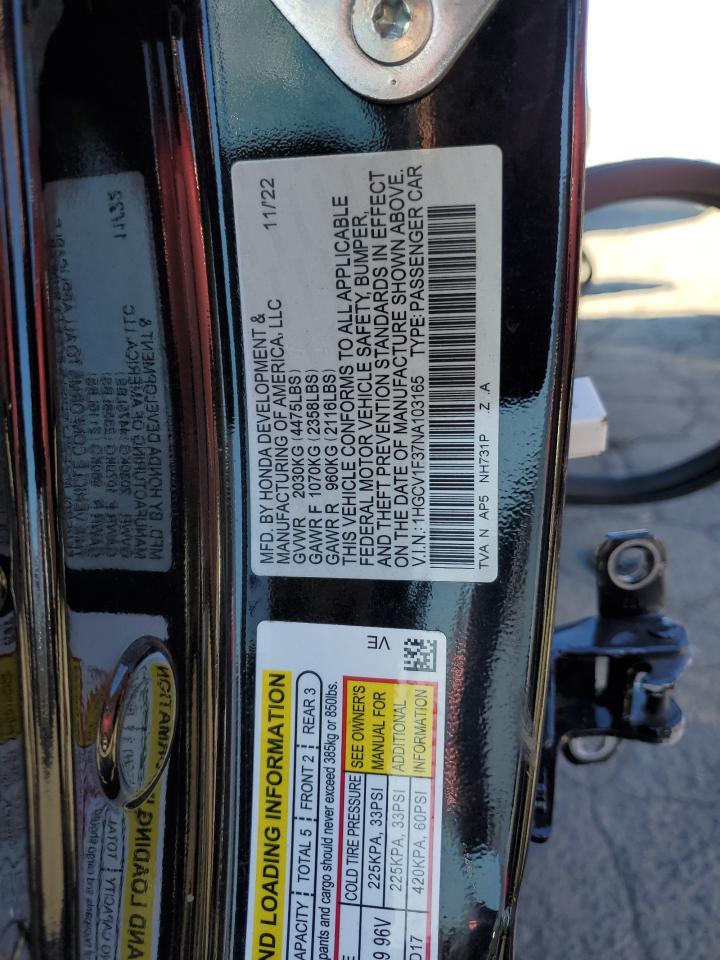 11/22
MFD. BY HONDA DEVELOPMENT &
MANUFACTURING OF AMERICA, LLC
GVWR 2030KG (4475LBS)
GAWR F 1070KG (2358LBS)
GAWR R 960KG (2116LBS)
THIS VEHICLE CONFORMS TO ALL APPLICABLE
FEDERAL MOTOR VEHICLE SAFETY, BUMPER,
AND THEFT PREVENTION STANDARDS IN EFFECT
ON THE DATE OF MANUFACTURE SHOWN ABOVE.
V.I.N.: 1HGCV1F37NA103165 TYPE: PASSENGER CAR
TVA N AP5 NH731P .Z .A
VE
ND LOADING INFORMATION
APACITY TOTAL 5 FRONT 2 REAR 3
pants and cargo should never exceed 385kg or 850lbs.
E COLD TIRE PRESSURE SEE OWNER'S
9 96V 225KPA, 33PSI MANUAL FOR
225KPA, 33PSI ADDITIONAL
D17 420KPA, 60PSI INFORMATION